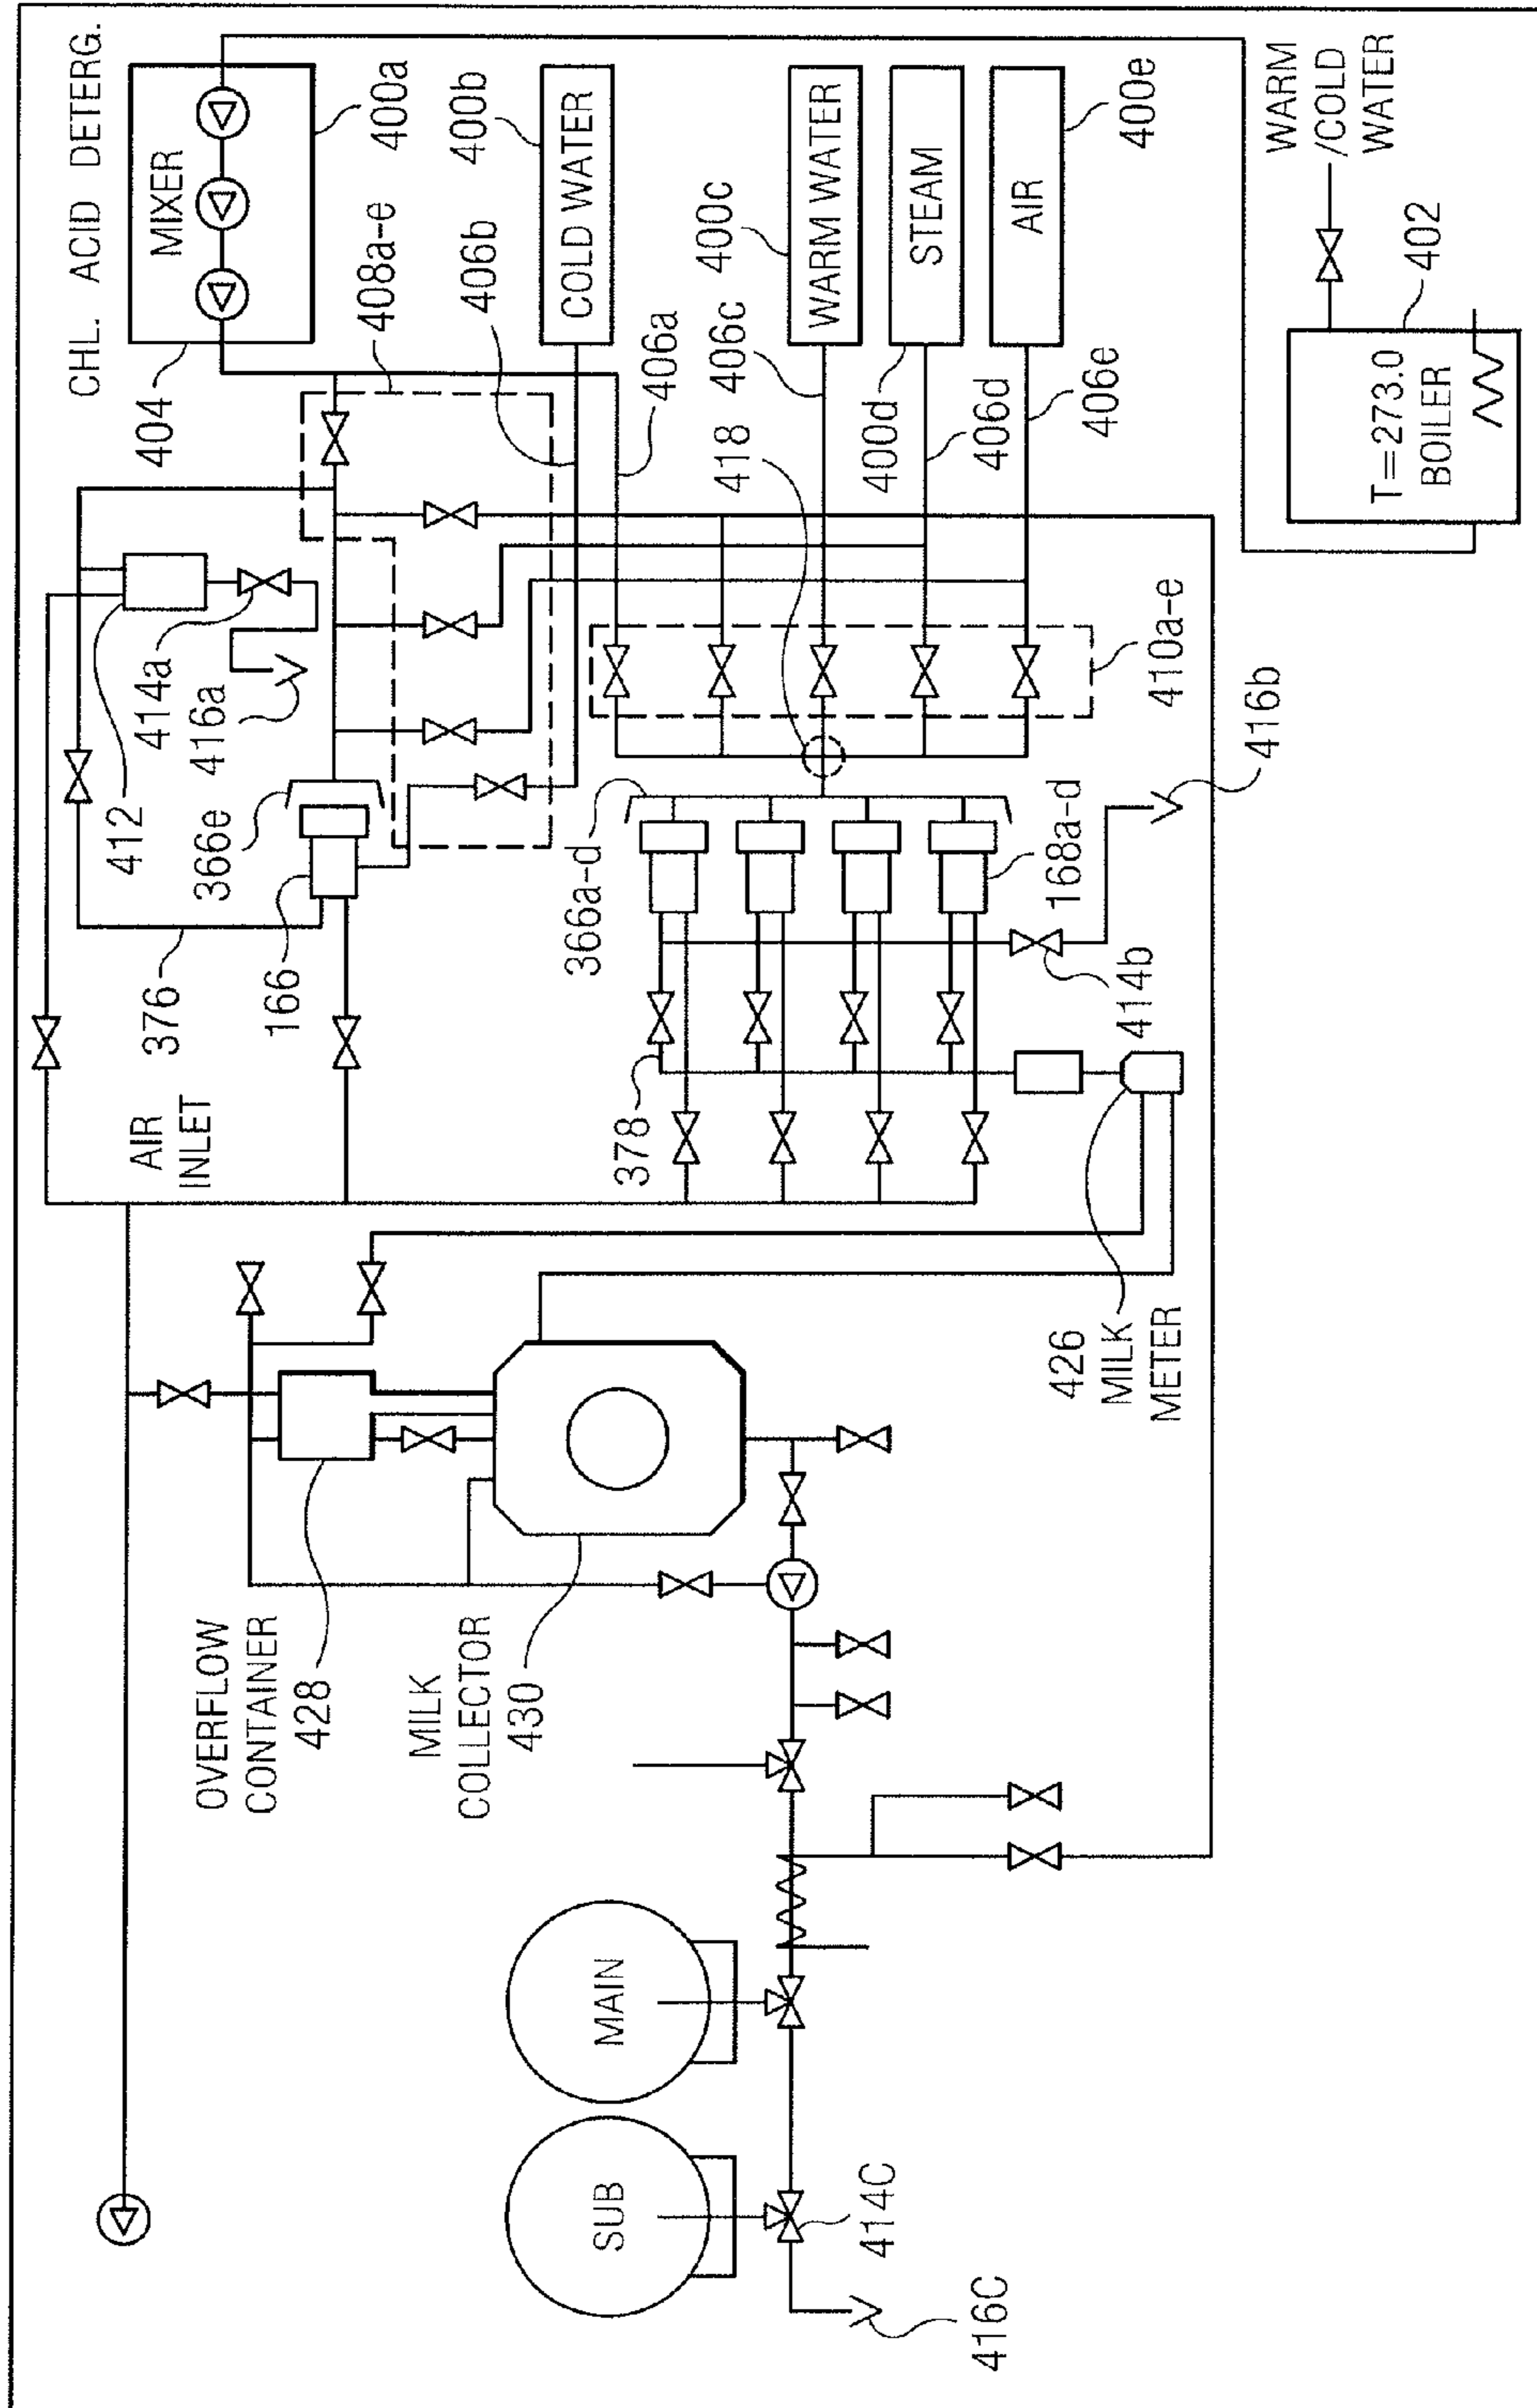 CHL. ACID DETERG.
MIXER
404
400a
408a-e
412
414a
416a
366e
376
166
AIR
INLET
406b
400b
COLD WATER
406a
406c
400c
WARM WATER
418
400d
STEAM
406d
AIR
406e
400e
410a-e
366a-d
168a-d
416b
414b
378
426
MILK
METER
WARM
/COLD
WATER
402
T=273.0
BOILER
OVERFLOW
CONTAINER
428
MILK
COLLECTOR
430
MAIN
SUB
414C
416C